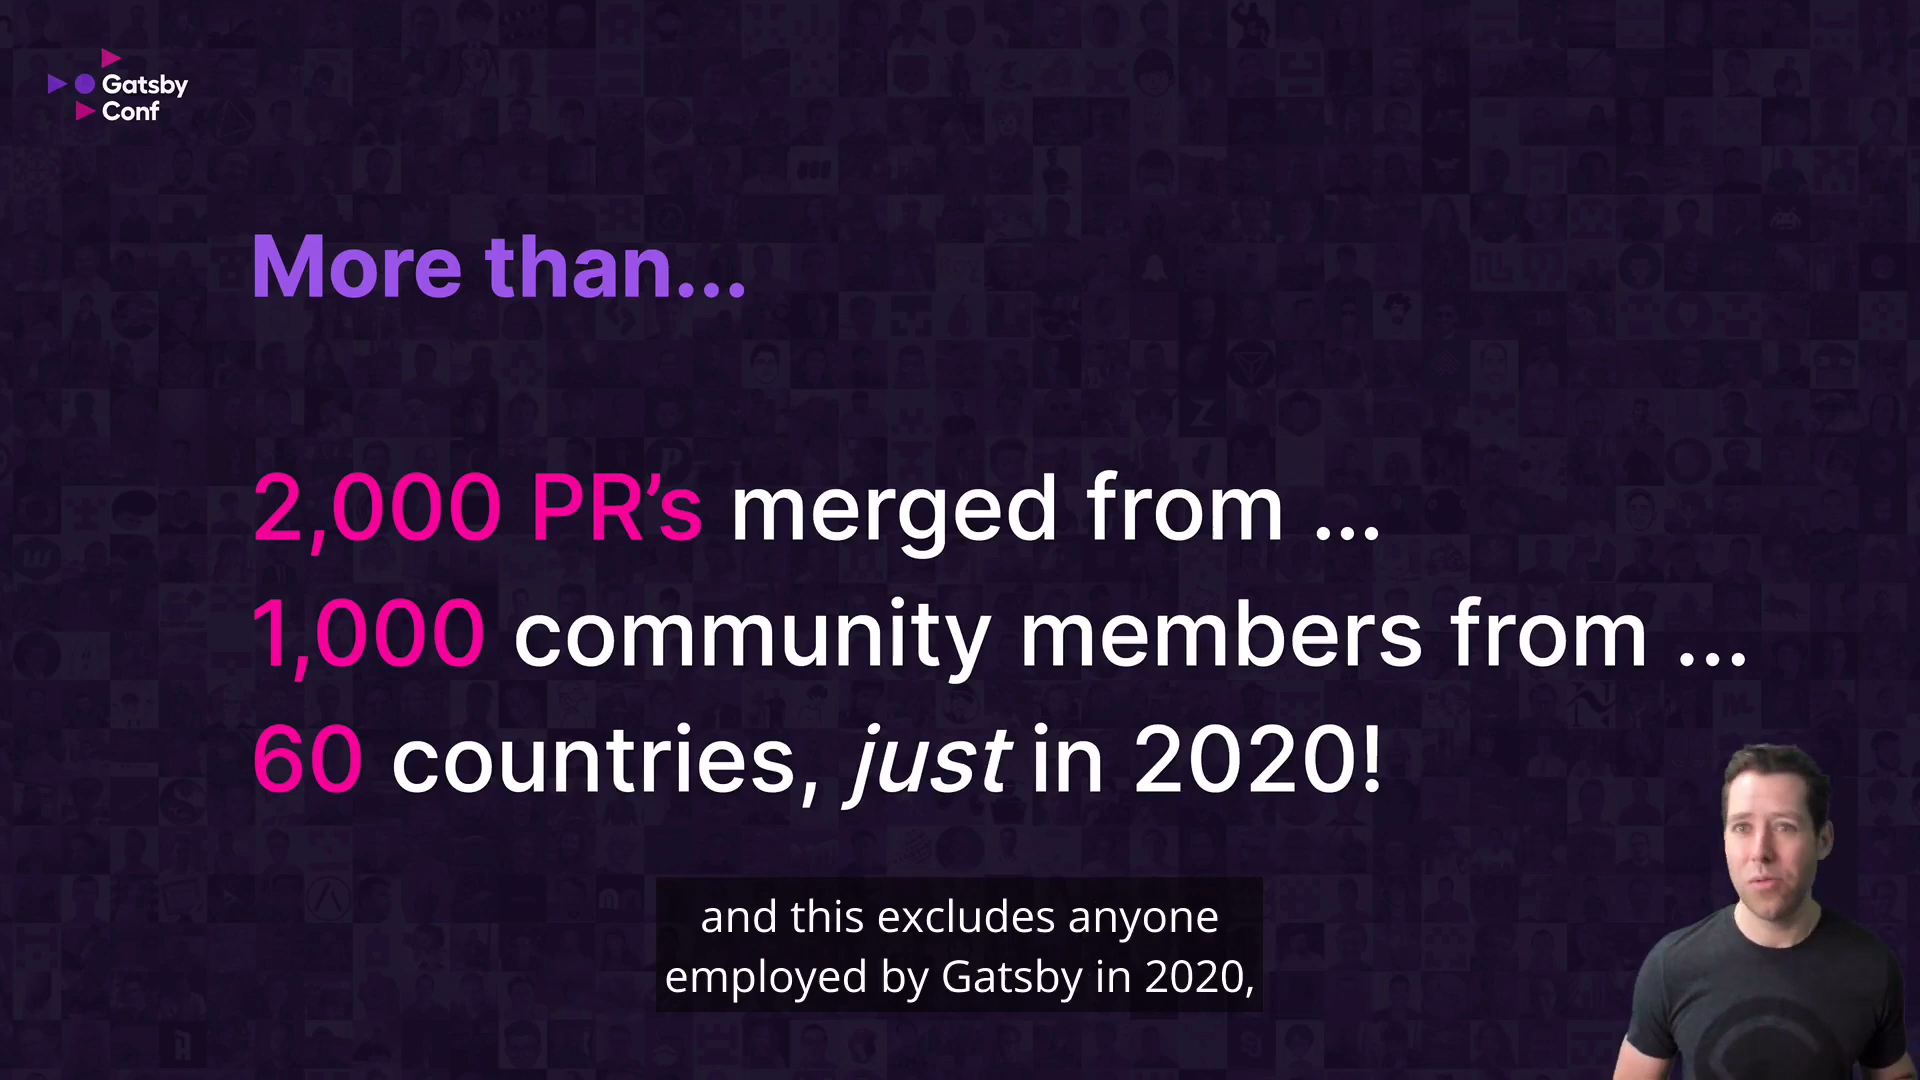 Gatsby
Conf
More than...
2,000 PR’s merged from ...
1,000 community members from ...
60 countries, just in 2020!
and this excludes anyone
employed by Gatsby in 2020,